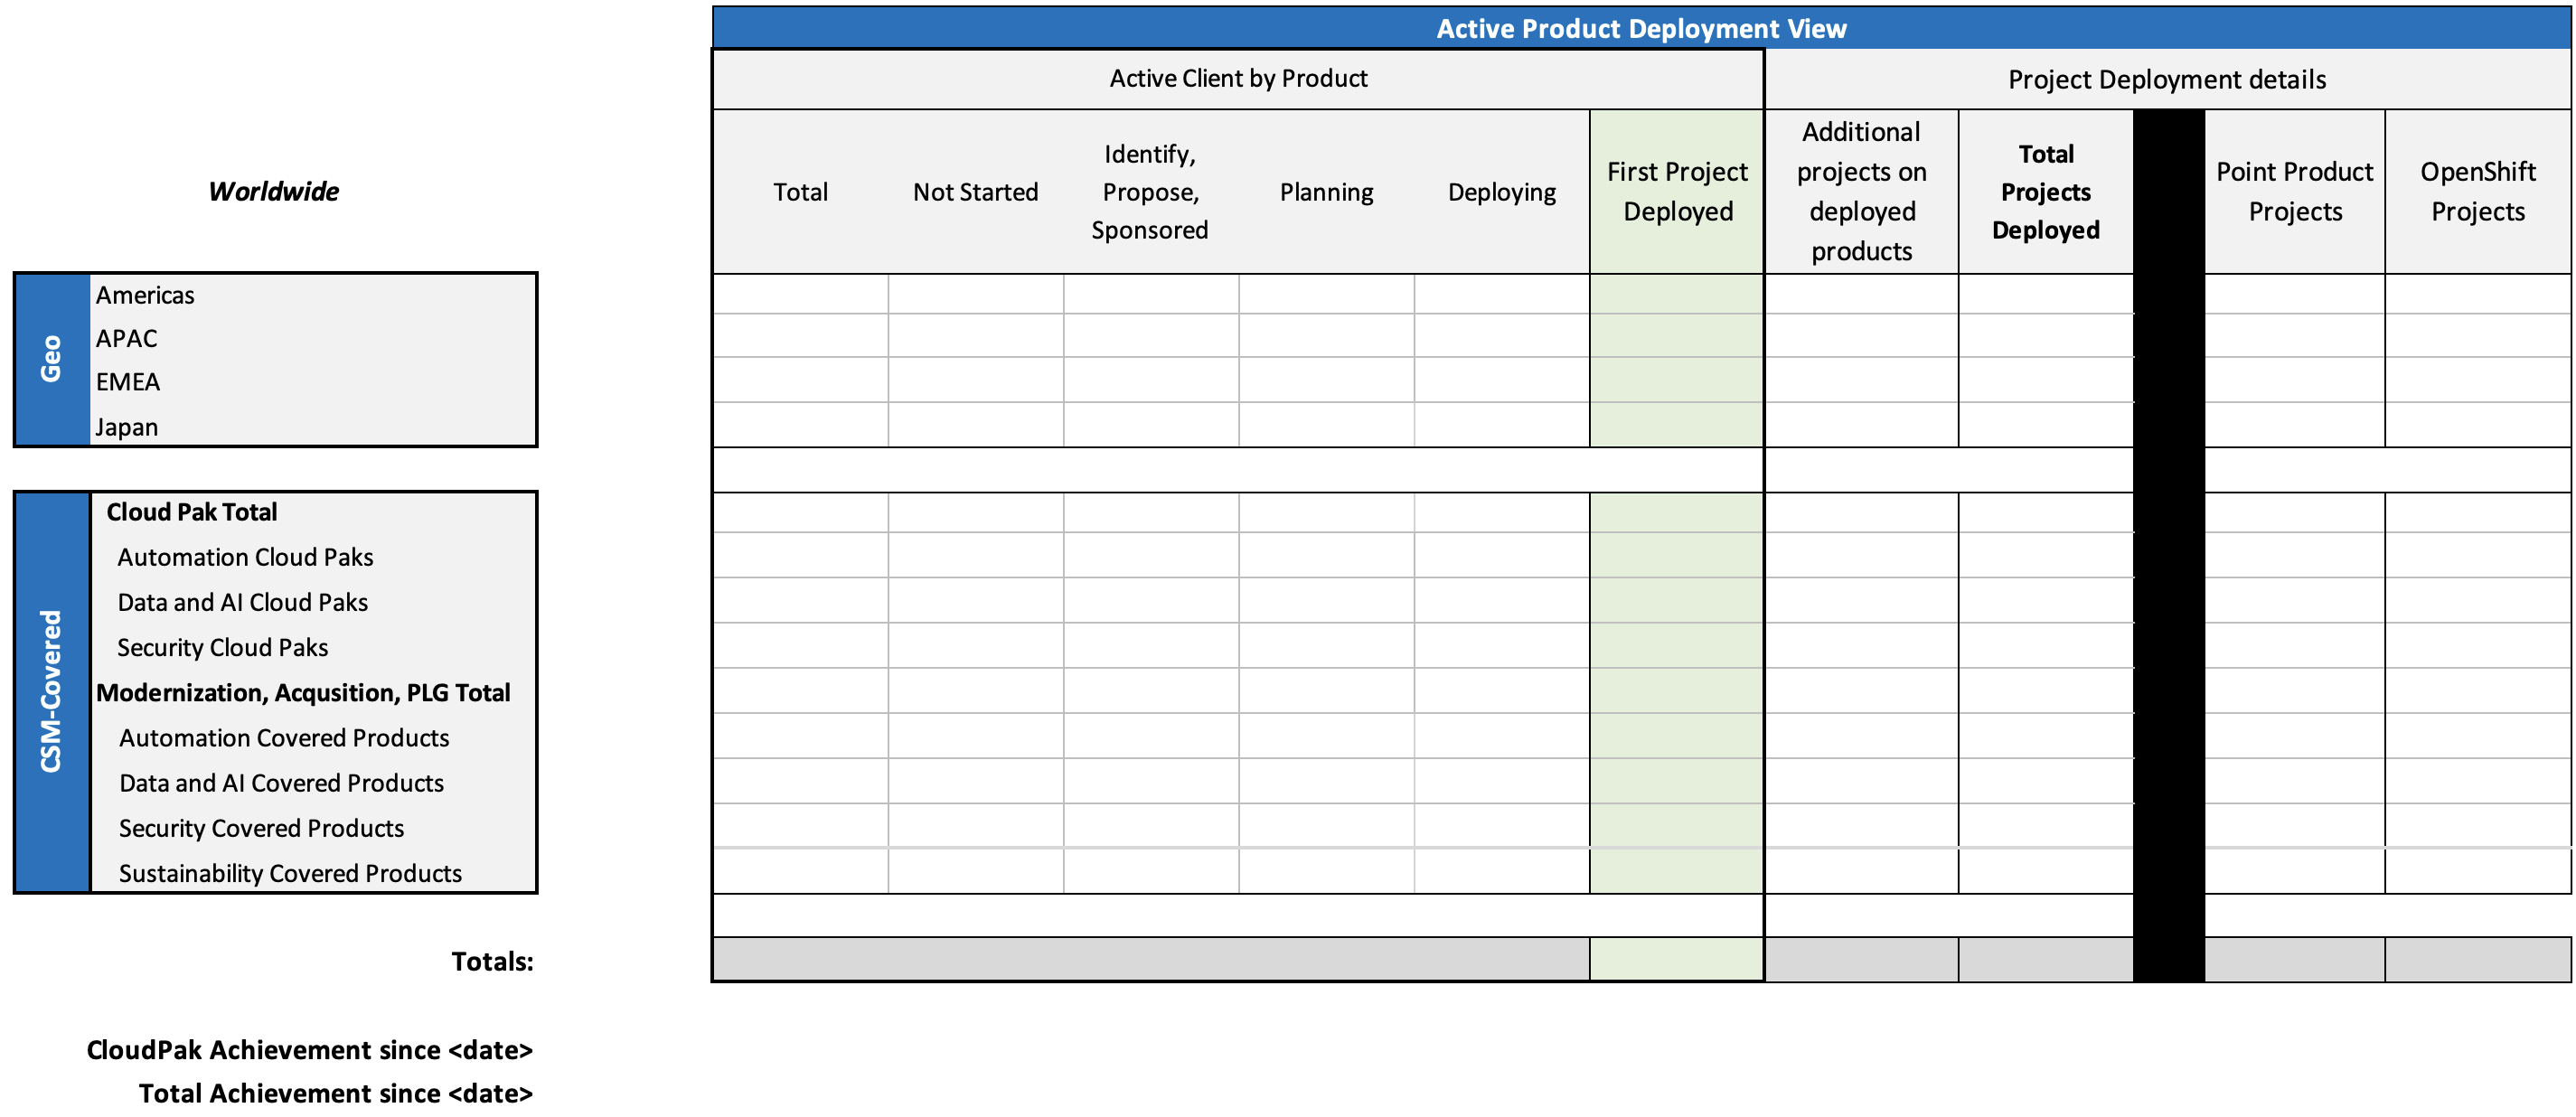 Active Product Deployment View
Active Client by Product
Project Deployment details
Worldwide
Total
Not Started
Identify,
Propose,
Sponsored
Planning
Deploying
First Project
Deployed
Additional
projects on
deployed
products
Total
Projects
Deployed
Point Product
Projects
OpenShift
Projects
Geo
Americas
APAC
EMEA
Japan
CSM-Covered
Cloud Pak Total
Automation Cloud Paks
Data and AI Cloud Paks
Security Cloud Paks
Modernization, Acqusition, PLG Total
Automation Covered Products
Data and AI Covered Products
Security Covered Products
Sustainability Covered Products
Totals:
CloudPak Achievement since <date>
Total Achievement since <date>